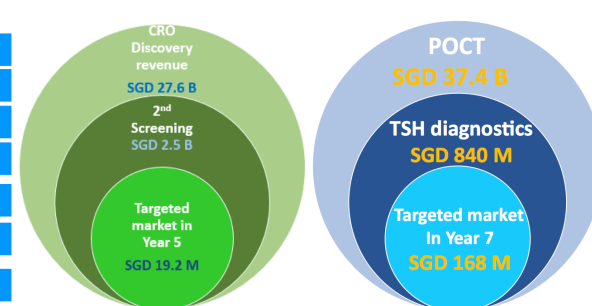 CRO
Discovery
revenue
SGD 27.6 B
2nd
Screening
SGD 2.5 B
Targeted
market in
Year 5
SGD 19.2 M
POCT
SGD 37.4 B
TSH diagnostics
SGD 840 M
Targeted market
In Year 7
SGD 168 M